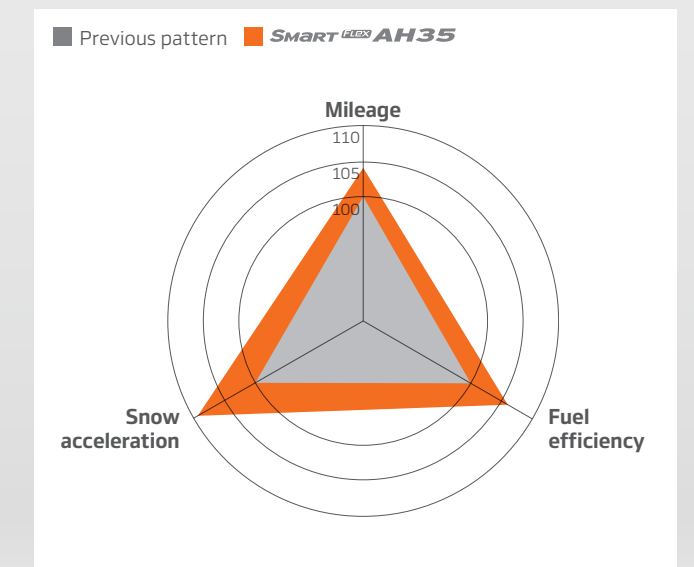 Previous pattern SMaRT FLEX AH35
Mileage
110
105
100
Snow
acceleration
Fuel
efficiency